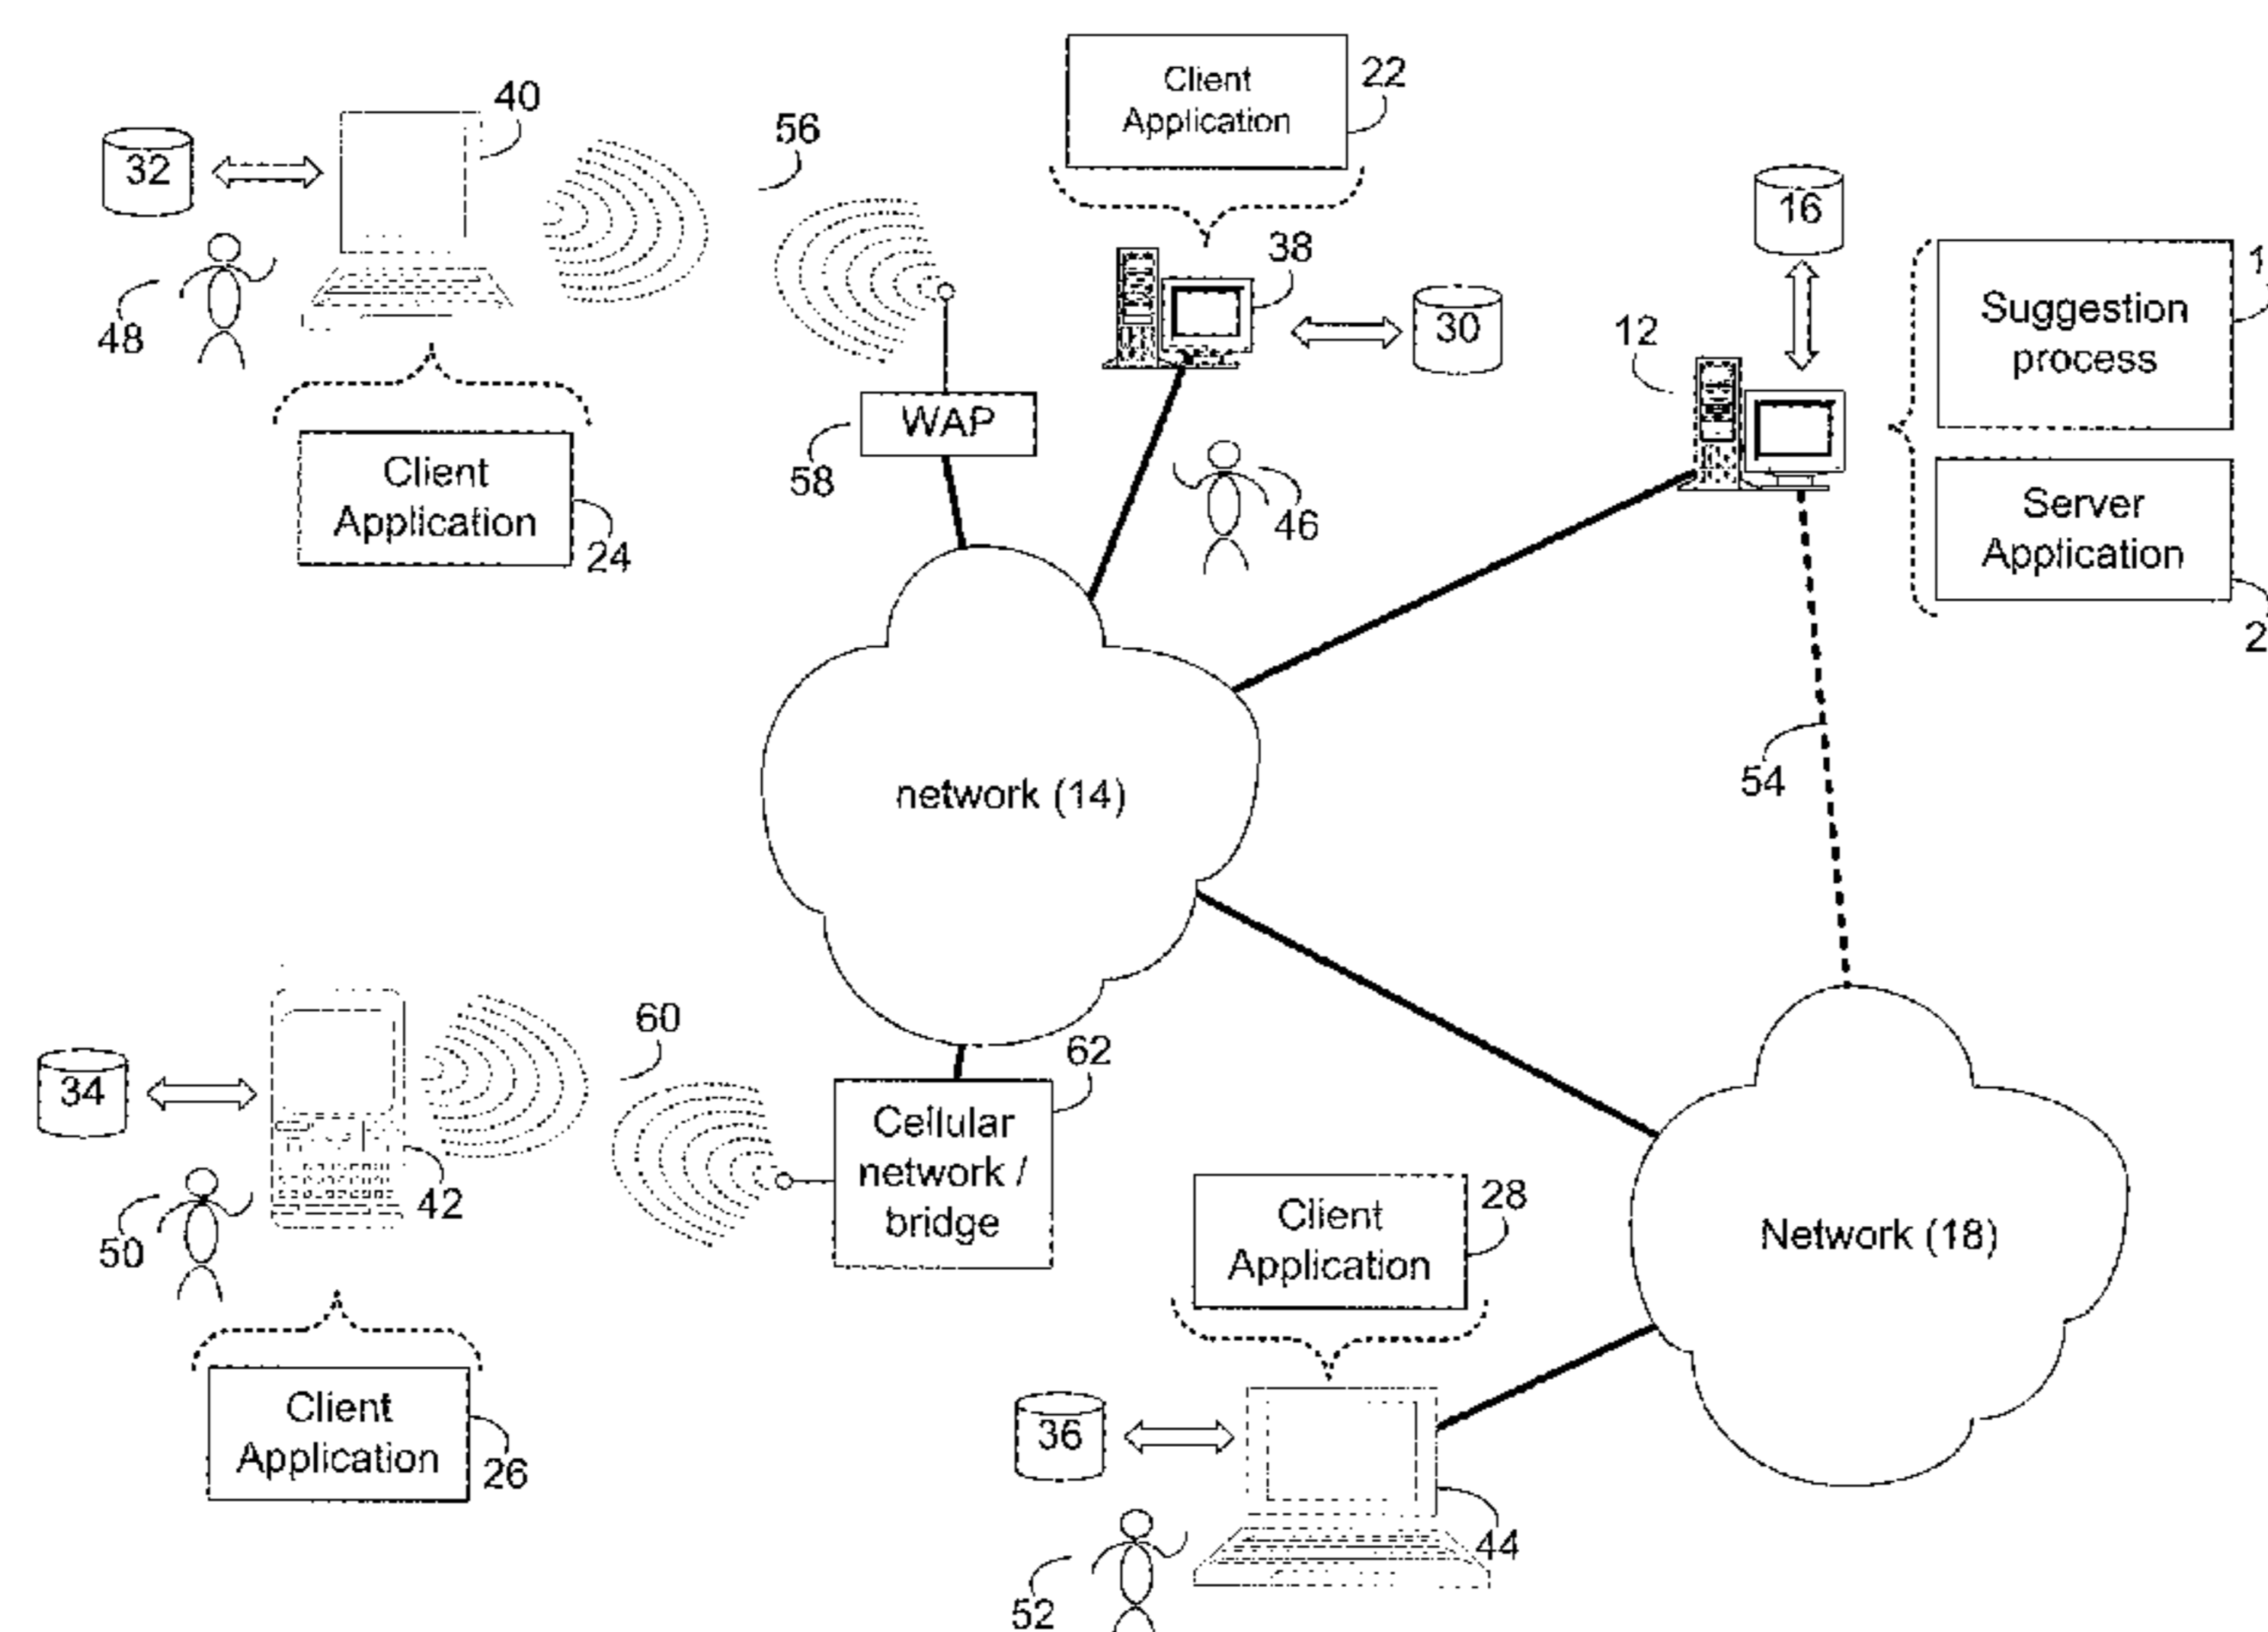 40
56
Client
Application
22
32
16
38
Suggestion
process
30
12
48
WAP
Client
Application
24
58
46
Server
Application
network (14)
54
60
62
34
Cellular
network /
bridge
42
50
Client
Application
28
Network (18)
Client
Application
26
36
44
52